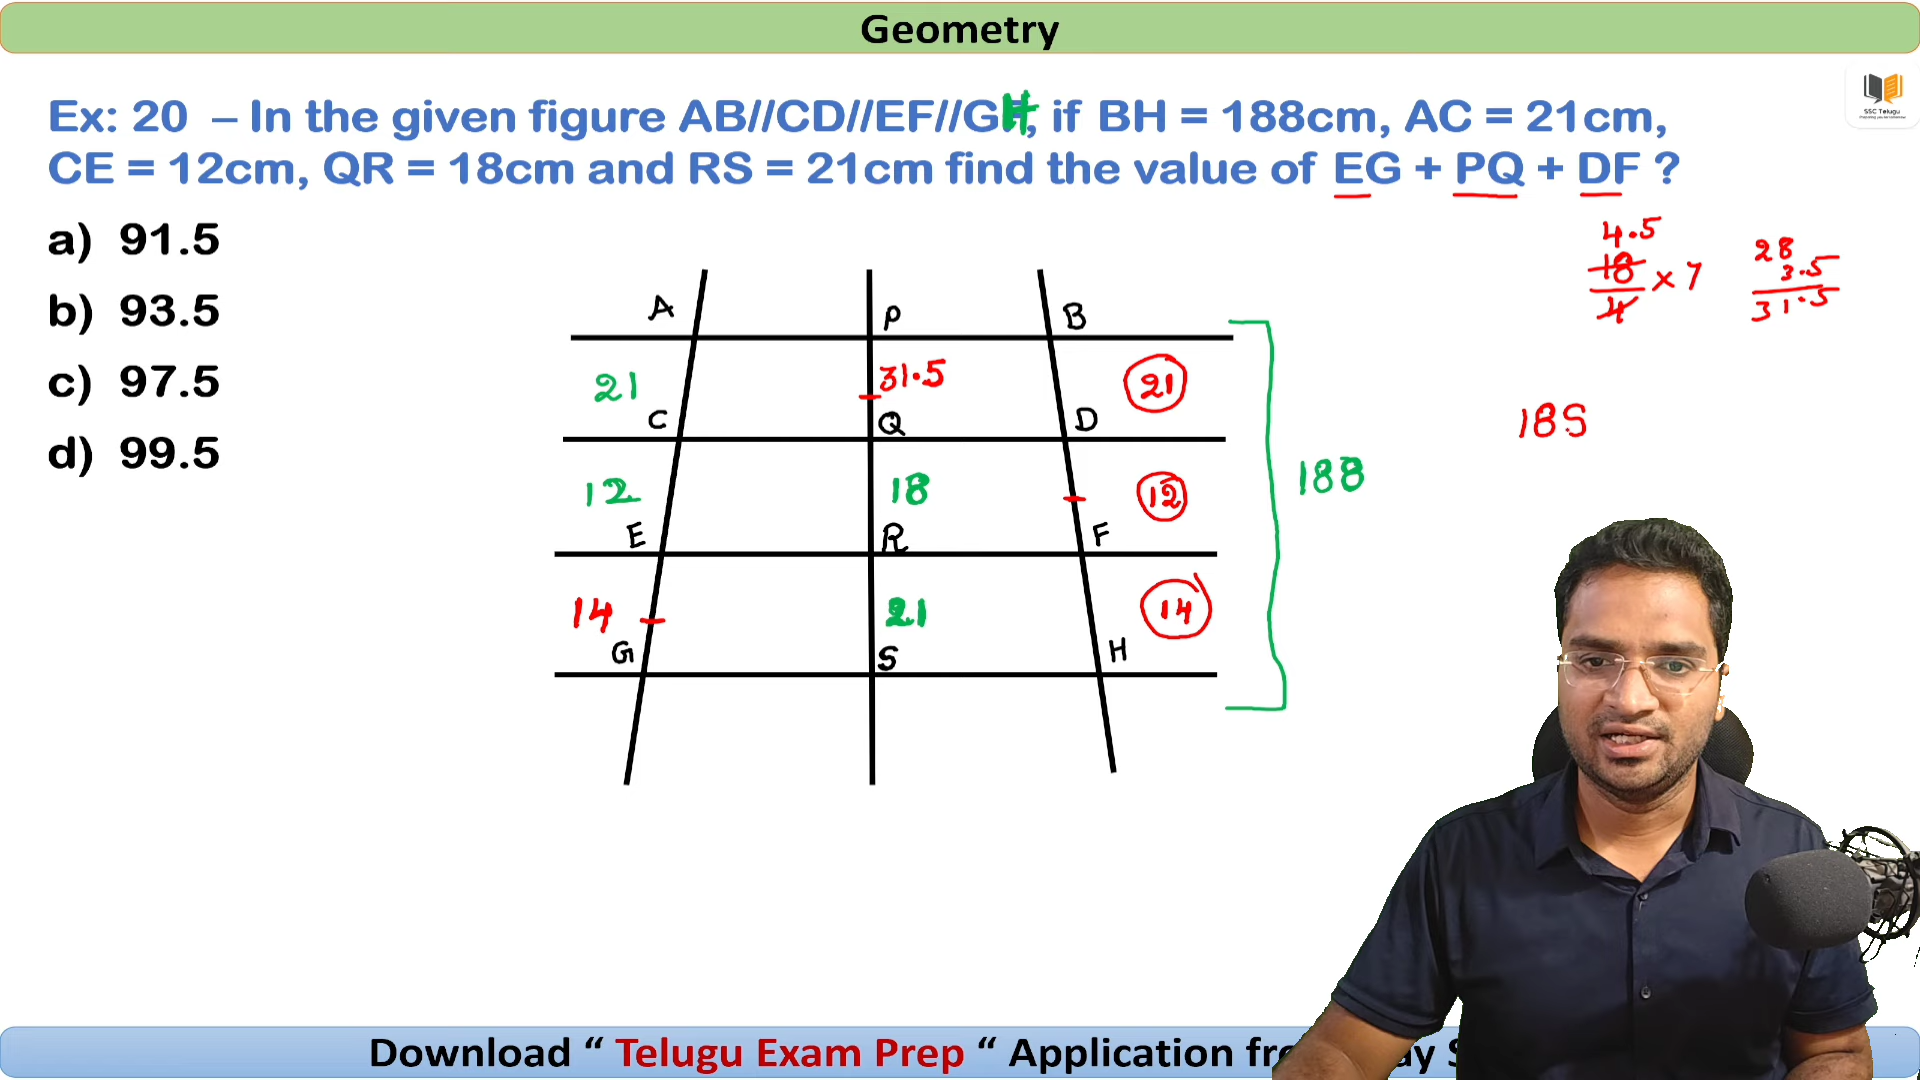 Geometry
SSC Telugu
Ex: 20 – In the given figure AB//CD//EF//GH, if BH = 188cm, AC = 21cm,
CE = 12cm, QR = 18cm and RS = 21cm find the value of EG + PQ + DF ?
a) 91.5
b) 93.5
c) 97.5
d) 99.5
4.5
18
4
× 7
28
3.5
31.5
A P B
21 31.5 21
C Q D
188
12 18 12
E R F
14 21 14
G S H
Download “ Telugu Exam Prep “ Application